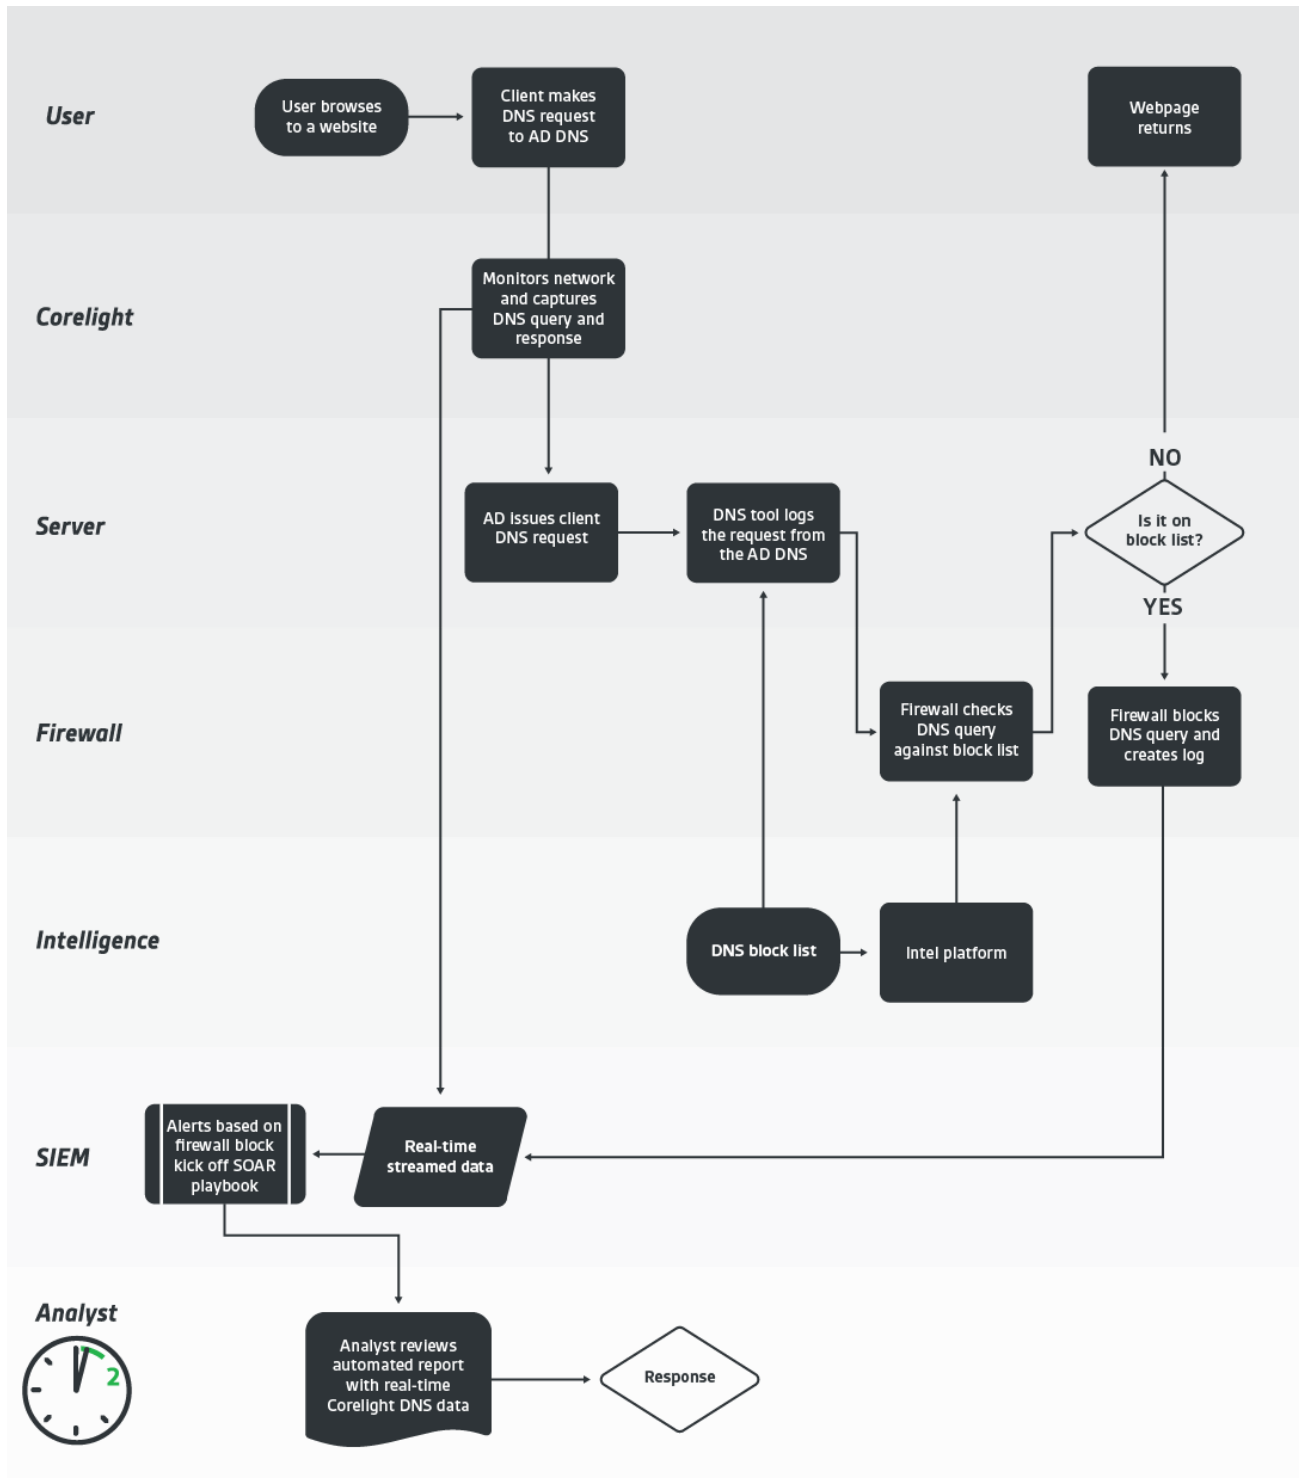 User
User browses
to a website
Client makes
DNS request
to AD DNS
Webpage
returns
Corelight
Monitors network
and captures
DNS query and
response
Server
AD issues client
DNS request
DNS tool logs
the request from
the AD DNS
NO
Is it on
block list?
YES
Firewall
Firewall checks
DNS query
against block list
Firewall blocks
DNS query and
creates log
Intelligence
DNS block list
Intel platform
SIEM
Alerts based on
firewall block
kick off SOAR
playbook
Real-time
streamed data
Analyst
2
Analyst reviews
automated report
with real-time
Corelight DNS data
Response